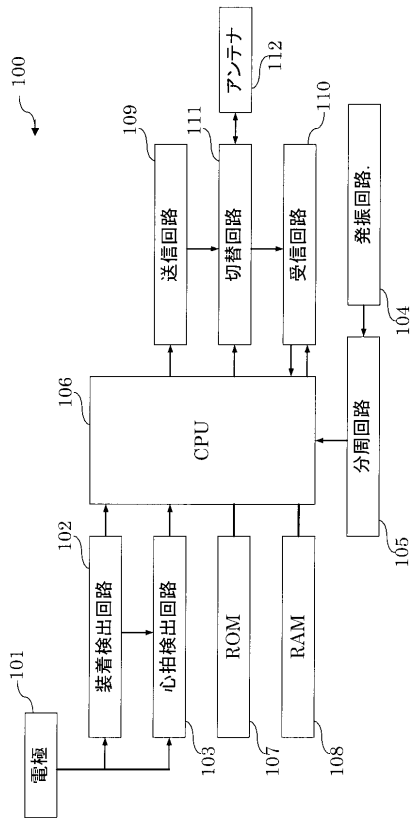 100
101
電極
102
装着検出回路
心拍検出回路
103
ROM
107
RAM
108
106
CPU
109
送信回路
111
切替回路
受信回路
110
アンテナ
112
分周回路
105
発振回路.
104